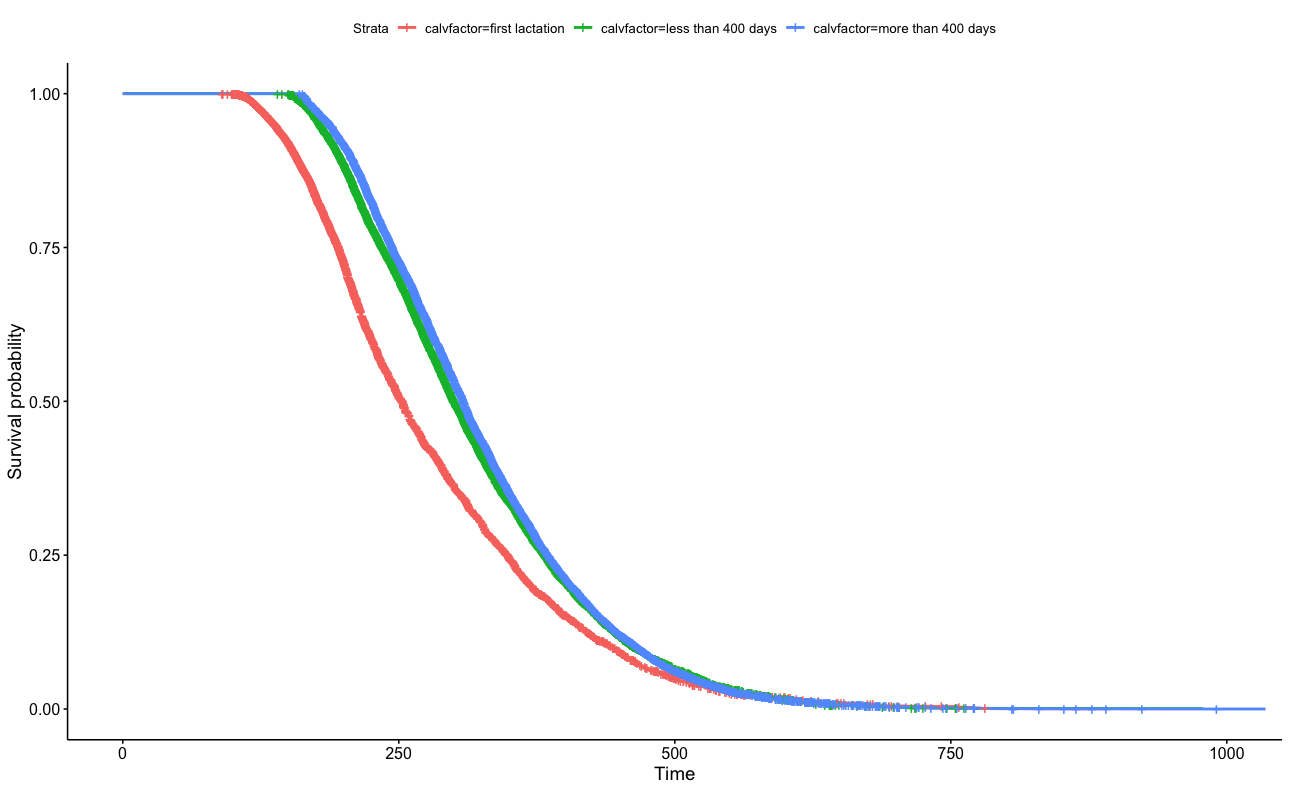 Strata calvfactor=first lactation calvfactor=less than 400 days calvfactor=more than 400 days
Survival probability
1.00
0.75
0.50
0.25
0.00
0 250 500 750 1000
Time